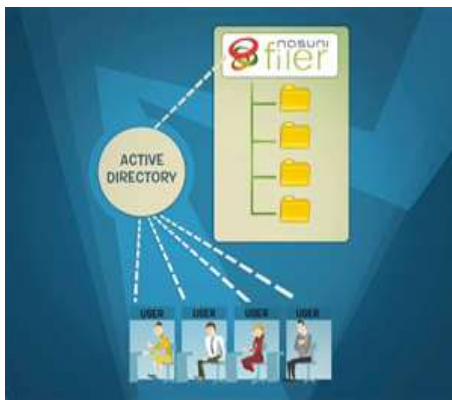 nasuni
filer
ACTIVE
DIRECTORY
USER
USER
USER
USER